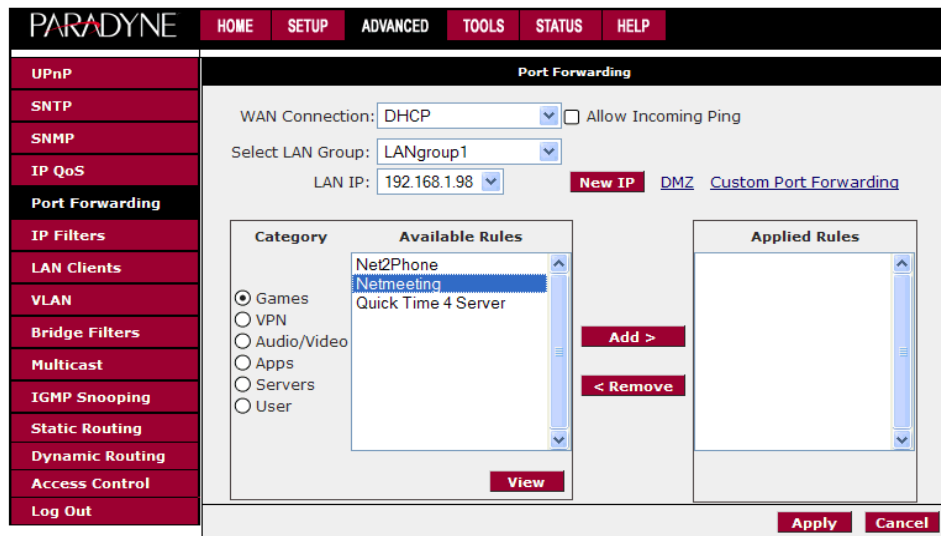 PARADYNE
HOME SETUP ADVANCED TOOLS STATUS HELP
UPnP
SNTP
SNMP
IP QoS
Port Forwarding
IP Filters
LAN Clients
VLAN
Bridge Filters
Multicast
IGMP Snooping
Static Routing
Dynamic Routing
Access Control
Log Out
Port Forwarding
WAN Connection: DHCP Allow Incoming Ping
Select LAN Group: LANgroup1
LAN IP: 192.168.1.98 New IP DMZ Custom Port Forwarding
Category Available Rules Applied Rules
Net2Phone
Netmeeting
Quick Time 4 Server
Games
VPN
Audio/Video
Apps
Servers
User
Add >
< Remove
View
Apply Cancel